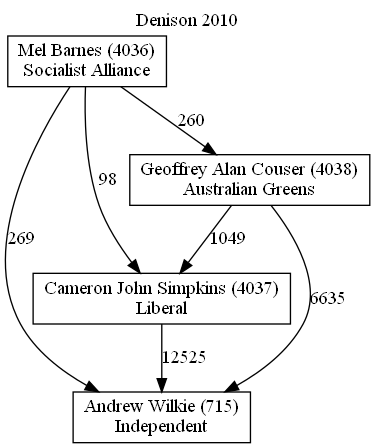 Denison 2010
Mel Barnes (4036)
Socialist Alliance
260
98
Geoffrey Alan Couser (4038)
Australian Greens
269
1049
6635
Cameron John Simpkins (4037)
Liberal
12525
Andrew Wilkie (715)
Independent